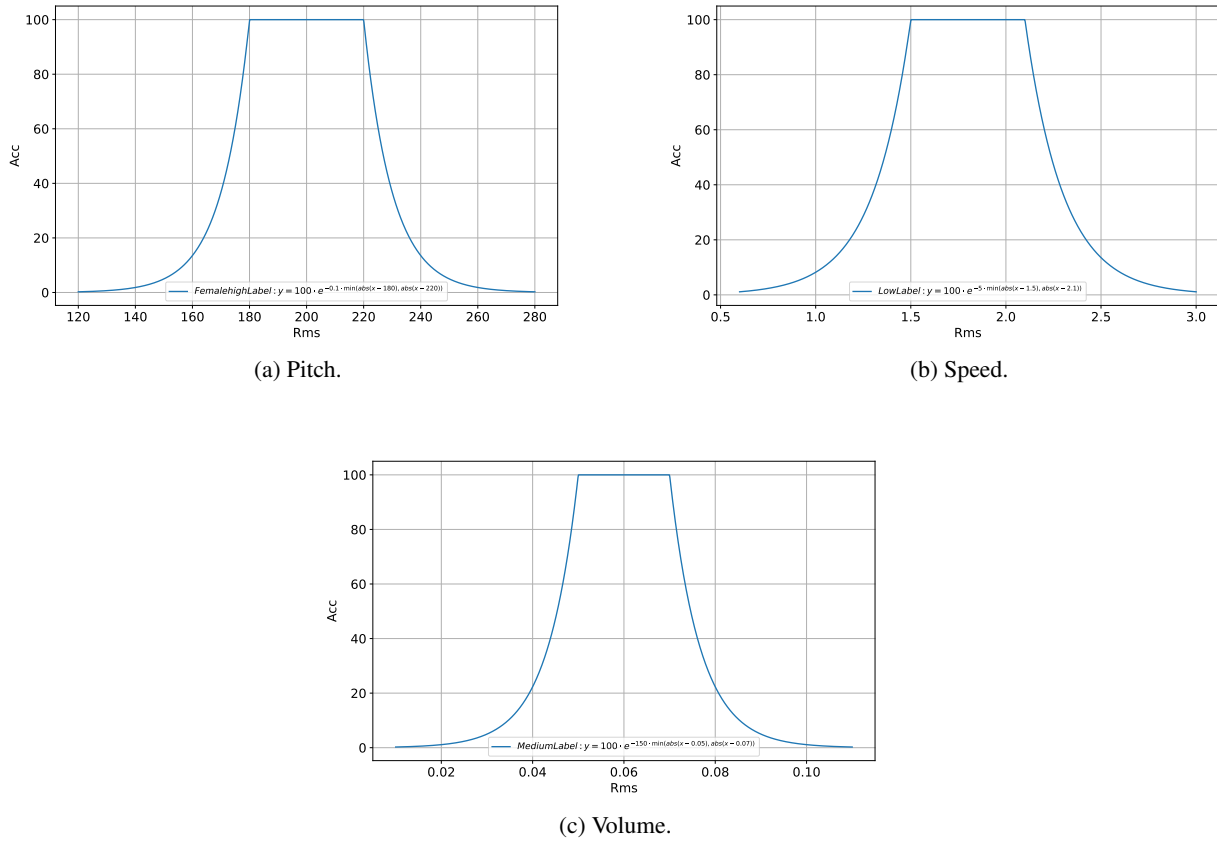 100
80
60
40
20
0
Acc
120 140 160 180 200 220 240 260 280
Rms
FemalehighLabel : y = 100 · e^{−0.1 · min(abs(x − 180), abs(x − 220))}
(a) Pitch.
100
80
60
40
20
0
Acc
0.5 1.0 1.5 2.0 2.5 3.0
Rms
LowLabel : y = 100 · e^{−5 · min(abs(x − 1.5), abs(x − 2.1))}
(b) Speed.
100
80
60
40
20
0
Acc
0.02 0.04 0.06 0.08 0.10
Rms
MediumLabel : y = 100 · e^{−150 · min(abs(x − 0.05), abs(x − 0.07))}
(c) Volume.